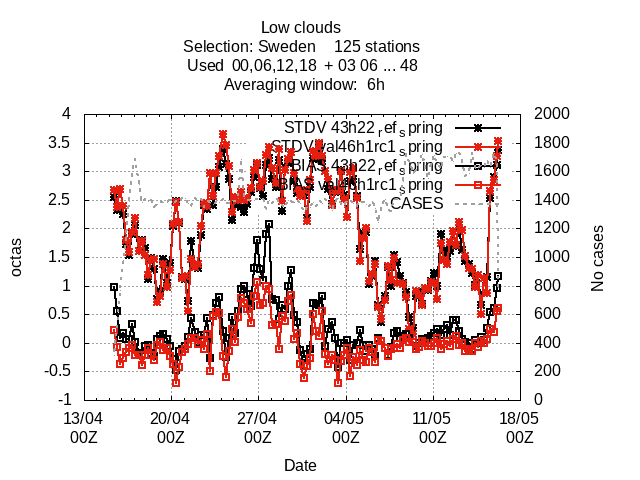 Low clouds
Selection: Sweden 125 stations
Used 00,06,12,18 + 03 06 ... 48
Averaging window: 6h
STDV 43h22_ref_spring
STDV val46h1rc1_spring
BIAS 43h22_ref_spring
BIAS val46h1rc1_spring
CASES
4
3.5
3
2.5
2
1.5
1
0.5
0
-0.5
-1
octas
2000
1800
1600
1400
1200
1000
800
600
400
200
0
No cases
13/04 20/04 27/04 04/05 11/05 18/05
00Z 00Z 00Z 00Z 00Z 00Z
Date